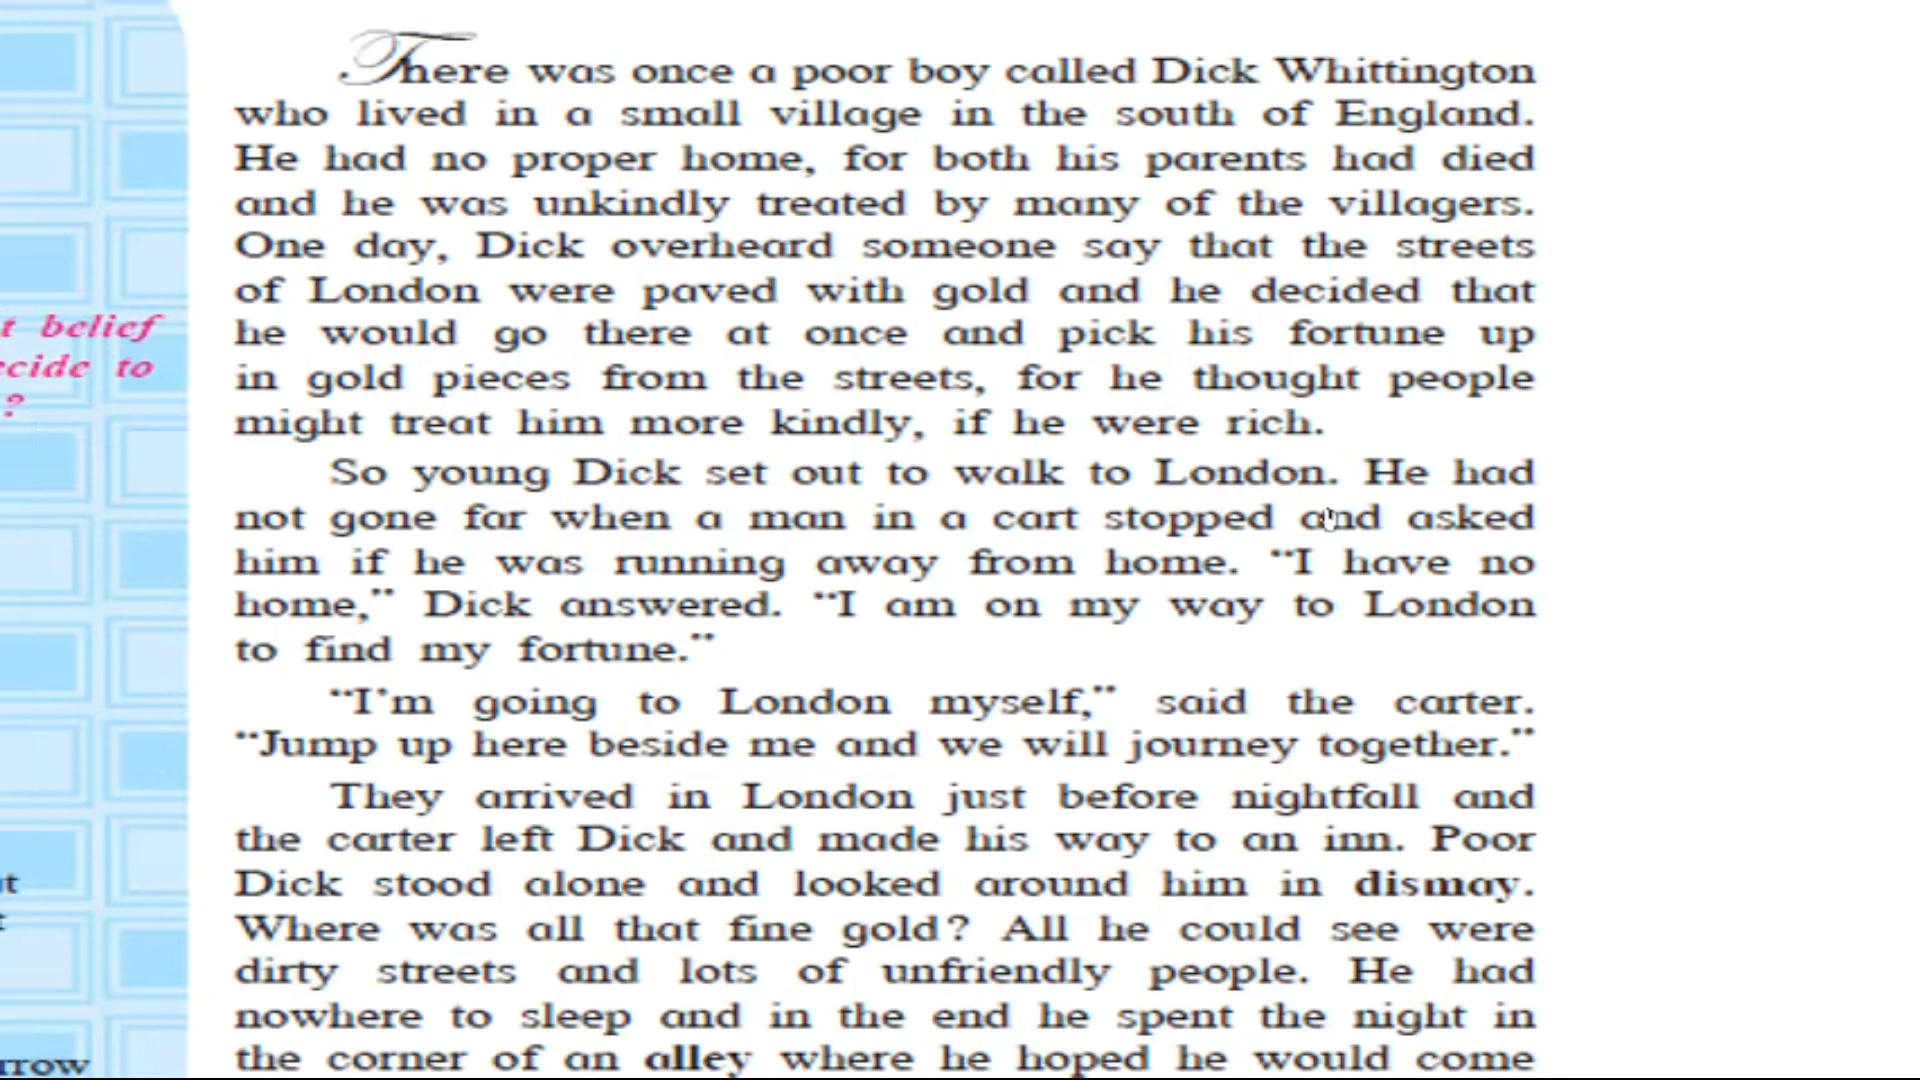 There was once a poor boy called Dick Whittington
who lived in a small village in the south of England.
He had no proper home, for both his parents had died
and he was unkindly treated by many of the villagers.
One day, Dick overheard someone say that the streets
of London were paved with gold and he decided that
he would go there at once and pick his fortune up
in gold pieces from the streets, for he thought people
might treat him more kindly, if he were rich.
So young Dick set out to walk to London. He had
not gone far when a man in a cart stopped and asked
him if he was running away from home. “I have no
home,” Dick answered. “I am on my way to London
to find my fortune.”
“I'm going to London myself,” said the carter.
“Jump up here beside me and we will journey together.”
They arrived in London just before nightfall and
the carter left Dick and made his way to an inn. Poor
Dick stood alone and looked around him in dismay.
Where was all that fine gold? All he could see were
dirty streets and lots of unfriendly people. He had
nowhere to sleep and in the end he spent the night in
the corner of an alley where he hoped he would come
belief
to
?